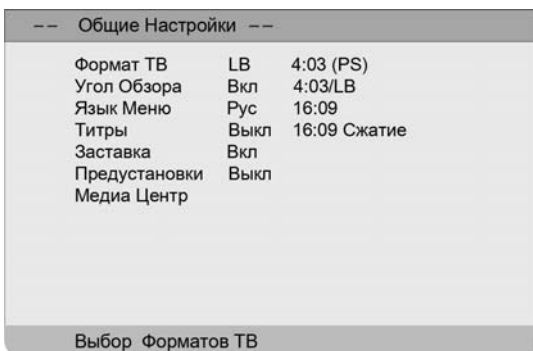 -- Общие Настройки --
Формат ТВ LB 4:03 (PS)
Угол Обзора Вкл 4:03/LB
Язык Меню Рус 16:09
Титры Выкл 16:09 Сжатие
Заставка Вкл
Предустановки Выкл
Медиа Центр
Выбор Форматов ТВ